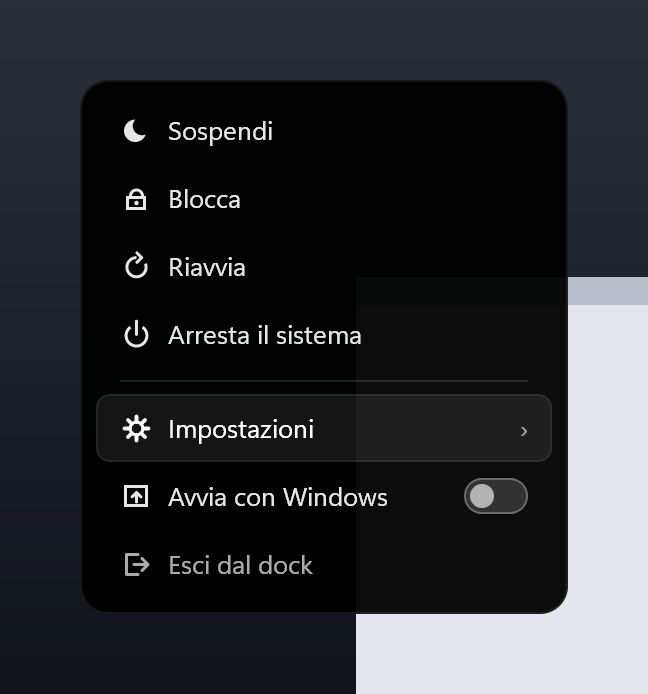 Sospendi
Blocca
Riavvia
Arresta il sistema
Impostazioni
Avvia con Windows
Esci dal dock